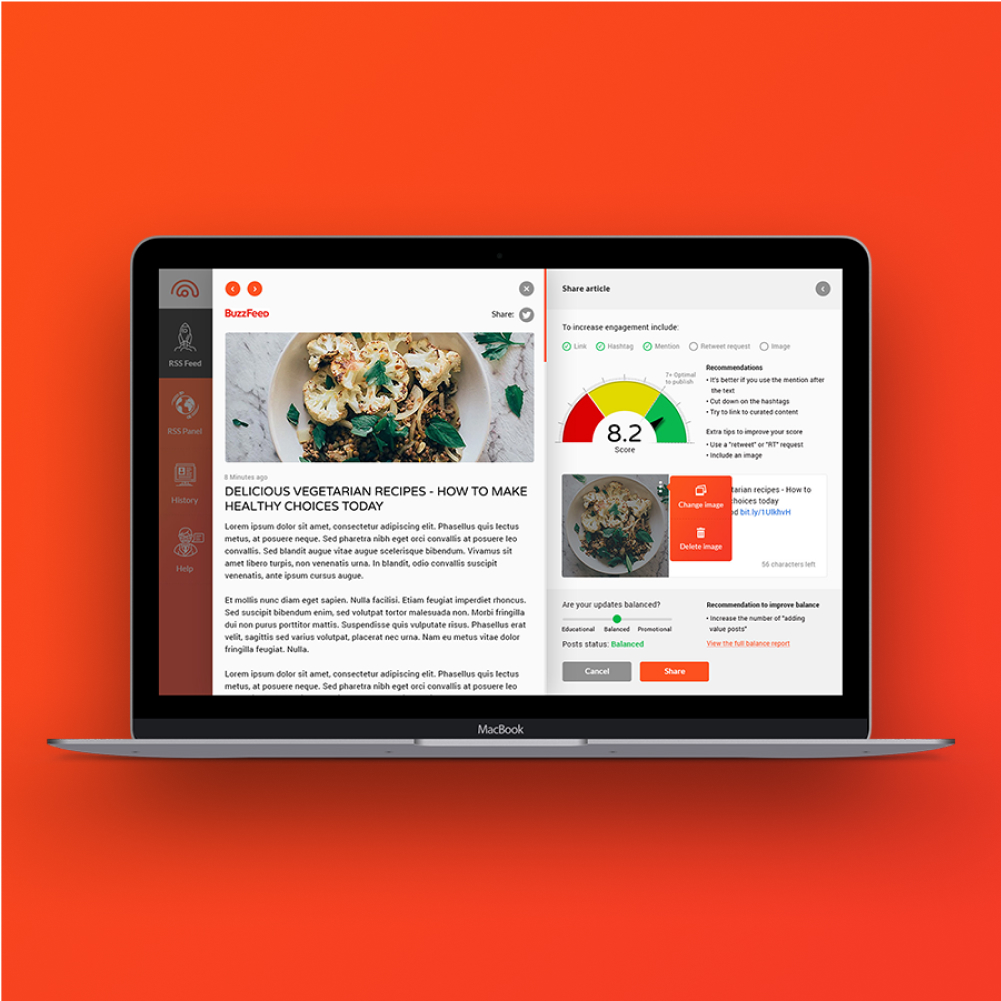 RSS Feed
RSS Panel
History
Help
BuzzFeed
Share:
8 Minutes ago
DELICIOUS VEGETARIAN RECIPES - HOW TO MAKE
HEALTHY CHOICES TODAY
Lorem ipsum dolor sit amet, consectetur adipiscing elit. Phasellus quis lectus
metus, at posuere neque. Sed pharetra nibh eget orci convallis at posuere leo
convallis. Sed blandit augue vitae augue scelerisque bibendum. Vivamus sit
amet libero turpis, non venenatis urna. In blandit, odio convallis suscipit
venenatis, ante ipsum cursus augue.
Et mollis nunc diam eget sapien. Nulla facilisi. Etiam feugiat imperdiet rhoncus.
Sed suscipit bibendum enim, sed volutpat tortor malesuada non. Morbi fringilla
dui non purus porttitor mattis. Suspendisse quis vulputate risus. Phasellus erat
velit, sagittis sed varius volutpat, placerat nec urna. Nam eu metus vitae dolor
fringilla feugiat. Nulla.
Lorem ipsum dolor sit amet, consectetur adipiscing elit. Phasellus quis lectus
metus, at posuere neque. Sed pharetra nibh eget orci convallis at posuere leo
Share article
To increase engagement include:
Link Hashtag Mention Retweet request Image
7+ Optimal
to publish
8.2
Score
Recommendations
• It's better if you use the mention after
the text
• Cut down on the hashtags
• Try to link to curated content
Extra tips to improve your score
• Use a "retweet" or "RT" request
• Include an image
Change image
Delete image
tarian recipes - How to
choices today
d bit.ly/1UlkhvH
56 characters left
Are your updates balanced?
Educational Balanced Promotional
Posts status: Balanced
Recommendation to improve balance
• Increase the number of "adding
value posts"
View the full balance report
Cancel
Share
MacBook